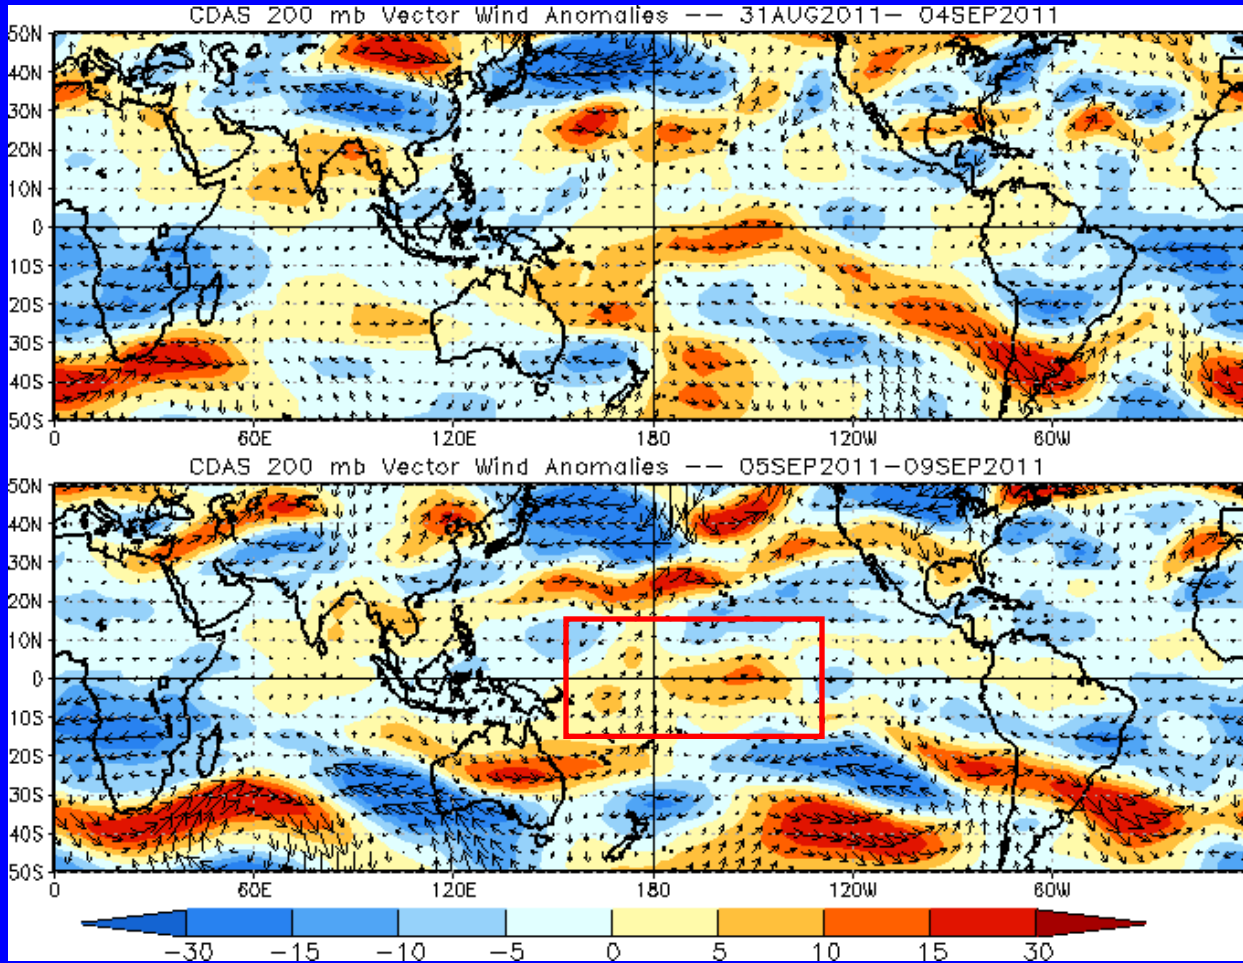 CDAS 200 mb Vector Wind Anomalies -- 31AUG2011- 04SEP2011
50N
40N
30N
20N
10N
0
10S
20S
30S
40S
50S
0 60E 120E 180 120W 60W
CDAS 200 mb Vector Wind Anomalies -- 05SEP2011-09SEP2011
50N
40N
30N
20N
10N
0
10S
20S
30S
40S
50S
0 60E 120E 180 120W 60W
-30 -15 -10 -5 0 5 10 15 30